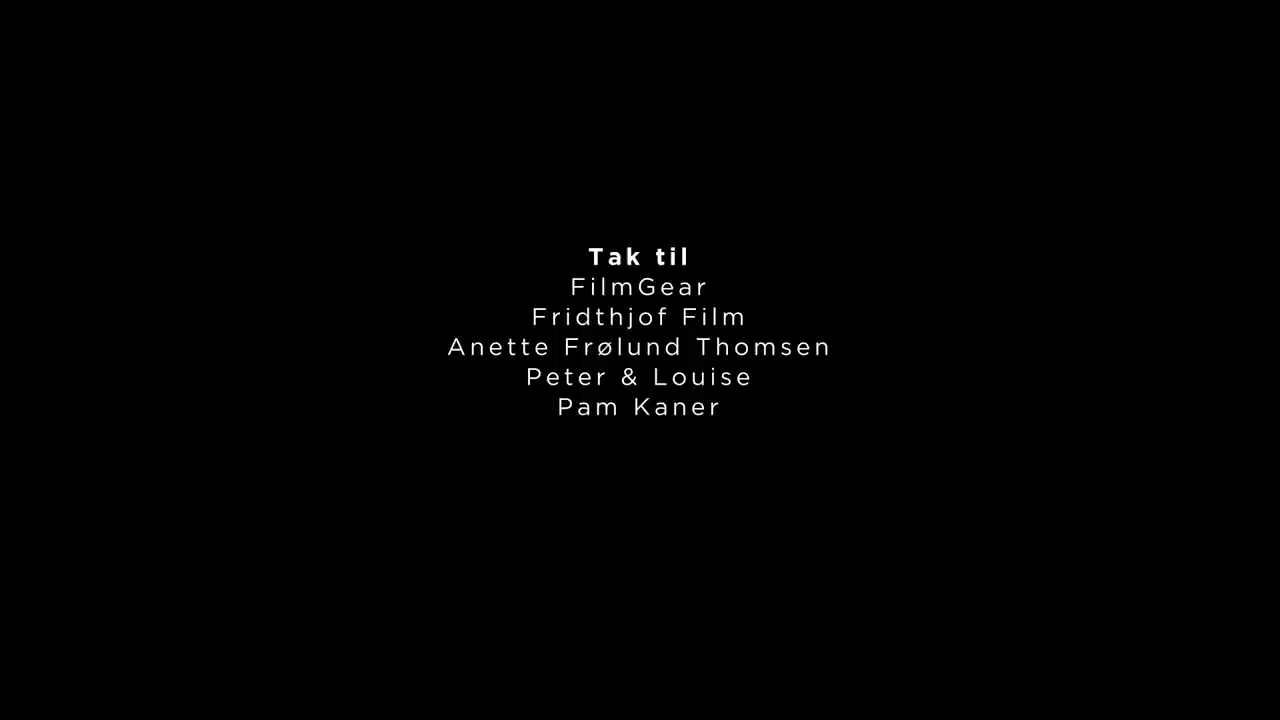 Tak til
FilmGear
Fridthjof Film
Anette Frølund Thomsen
Peter & Louise
Pam Kaner